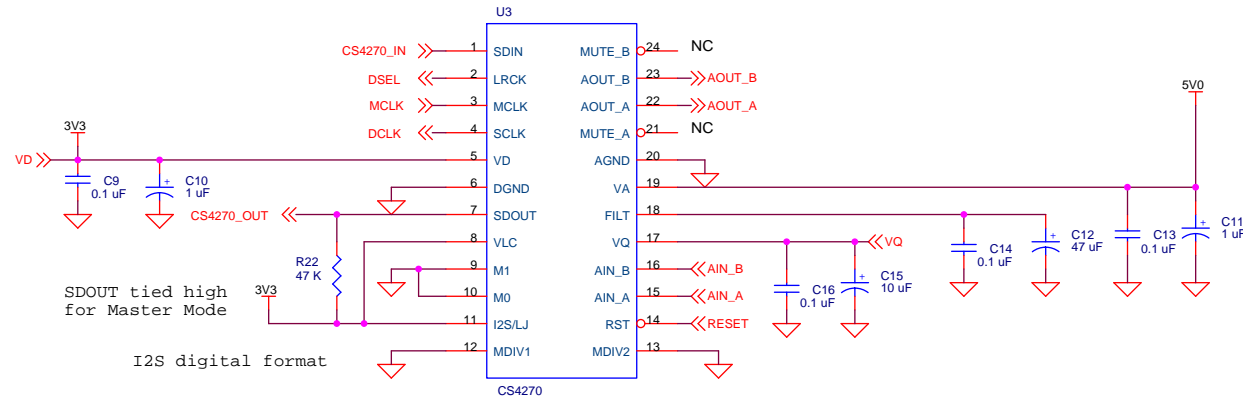 U3
CS4270_IN 1 SDIN MUTE_B 24 NC
DSEL 2 LRCK AOUT_B 23 AOUT_B
MCLK 3 MCLK AOUT_A 22 AOUT_A
DCLK 4 SCLK MUTE_A 21 NC
VD 3V3 5 VD AGND 20
5V0
C9 0.1 uF
C10 1 uF
6 DGND VA 19
CS4270_OUT 7 SDOUT FILT 18
8 VLC VQ 17 VQ
R22 47 K
9 M1 AIN_B 16 AIN_B
10 M0 AIN_A 15 AIN_A
3V3 11 I2S/LJ RST 14 RESET
12 MDIV1 MDIV2 13
C16 0.1 uF
C15 10 uF
C14 0.1 uF
C12 47 uF
C13 0.1 uF
C11 1 uF
+
+
+
+
SDOUT tied high
for Master Mode
I2S digital format
CS4270